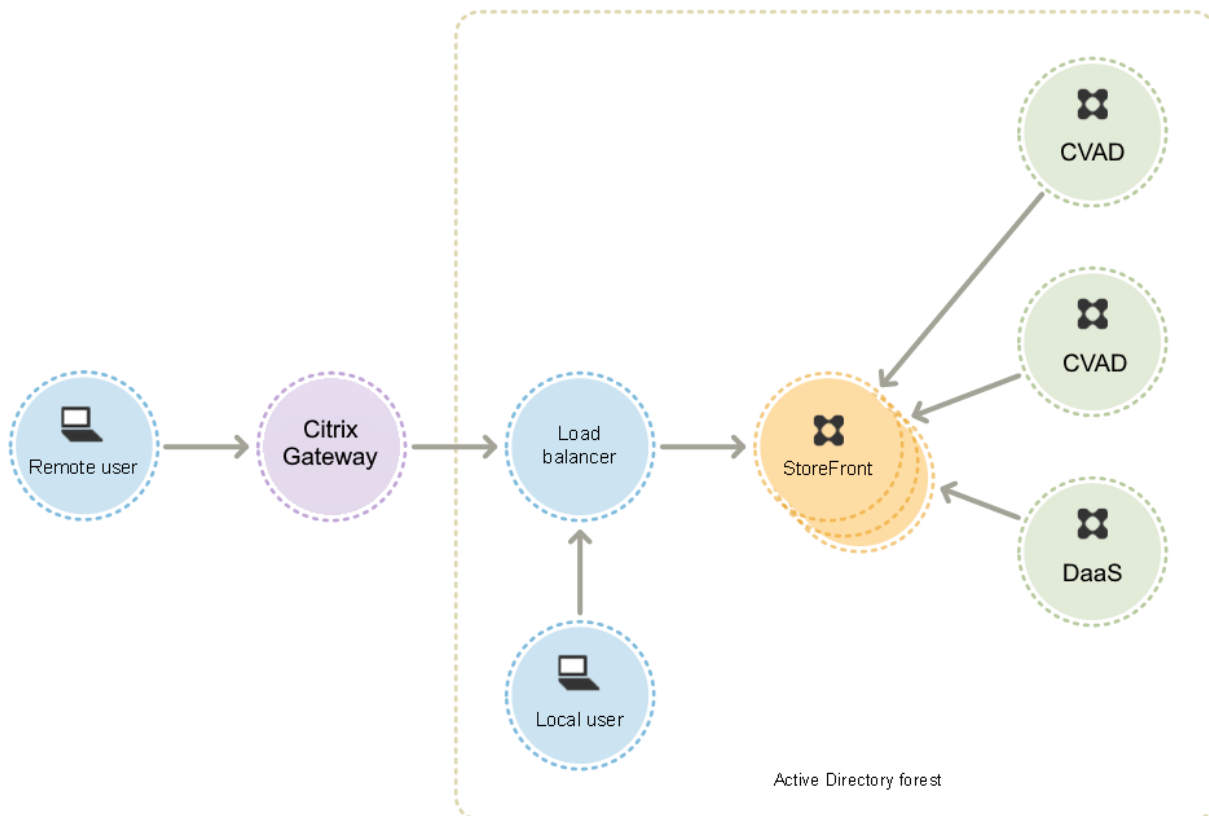 CVAD
CVAD
Remote user
Citrix
Gateway
Load
balancer
StoreFront
DaaS
Local user
Active Directory forest